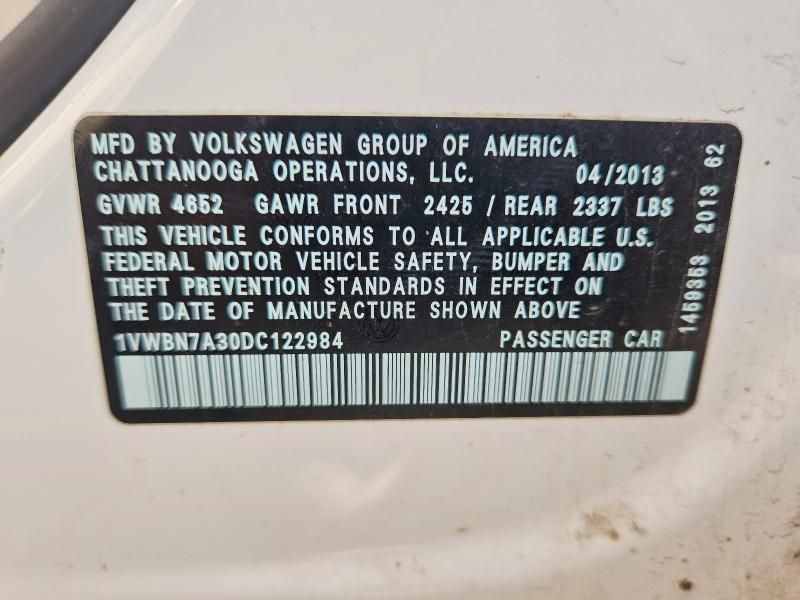 MFD BY VOLKSWAGEN GROUP OF AMERICA
CHATTANOOGA OPERATIONS, LLC. 04/2013
GVWR 4652 GAWR FRONT 2425 / REAR 2337 LBS
THIS VEHICLE CONFORMS TO ALL APPLICABLE U.S.
FEDERAL MOTOR VEHICLE SAFETY, BUMPER AND
THEFT PREVENTION STANDARDS IN EFFECT ON
THE DATE OF MANUFACTURE SHOWN ABOVE
1VWBN7A30DC122984 PASSENGER CAR
1459353 2013 62